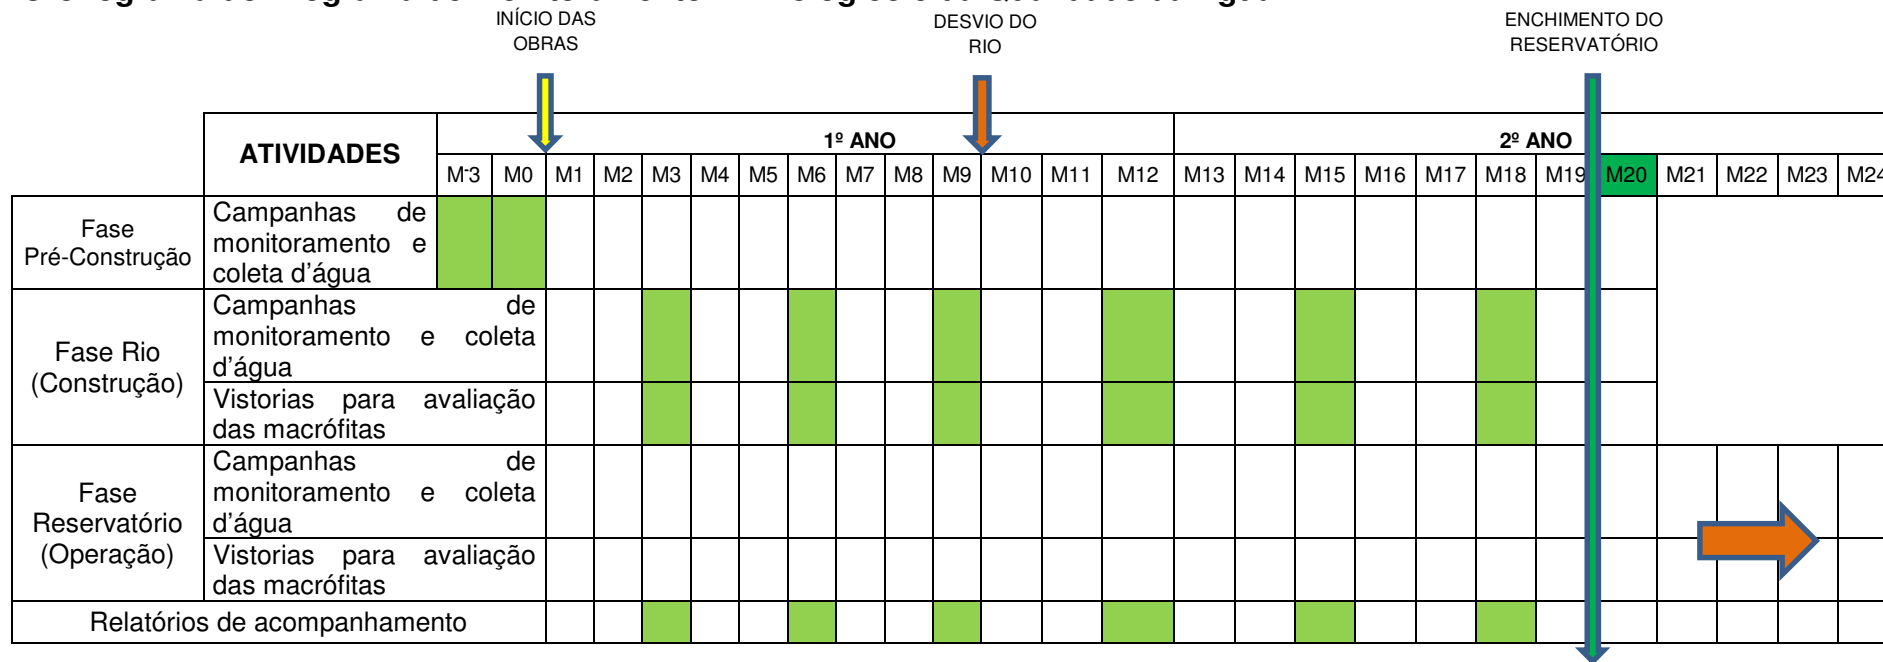 INÍCIO DAS
OBRAS
DESVIO DO
RIO
ENCHIMENTO DO
RESERVATÓRIO
ATIVIDADES
1º ANO
2º ANO
M-3 M0 M1 M2 M3 M4 M5 M6 M7 M8 M9 M10 M11 M12 M13 M14 M15 M16 M17 M18 M19 M20 M21 M22 M23 M24
Fase
Pré-Construção
Campanhas de
monitoramento e
coleta d’água
Fase Rio
(Construção)
Campanhas de
monitoramento e coleta
d’água
Vistorias para avaliação
das macrófitas
Fase
Reservatório
(Operação)
Campanhas de
monitoramento e coleta
d’água
Vistorias para avaliação
das macrófitas
Relatórios de acompanhamento